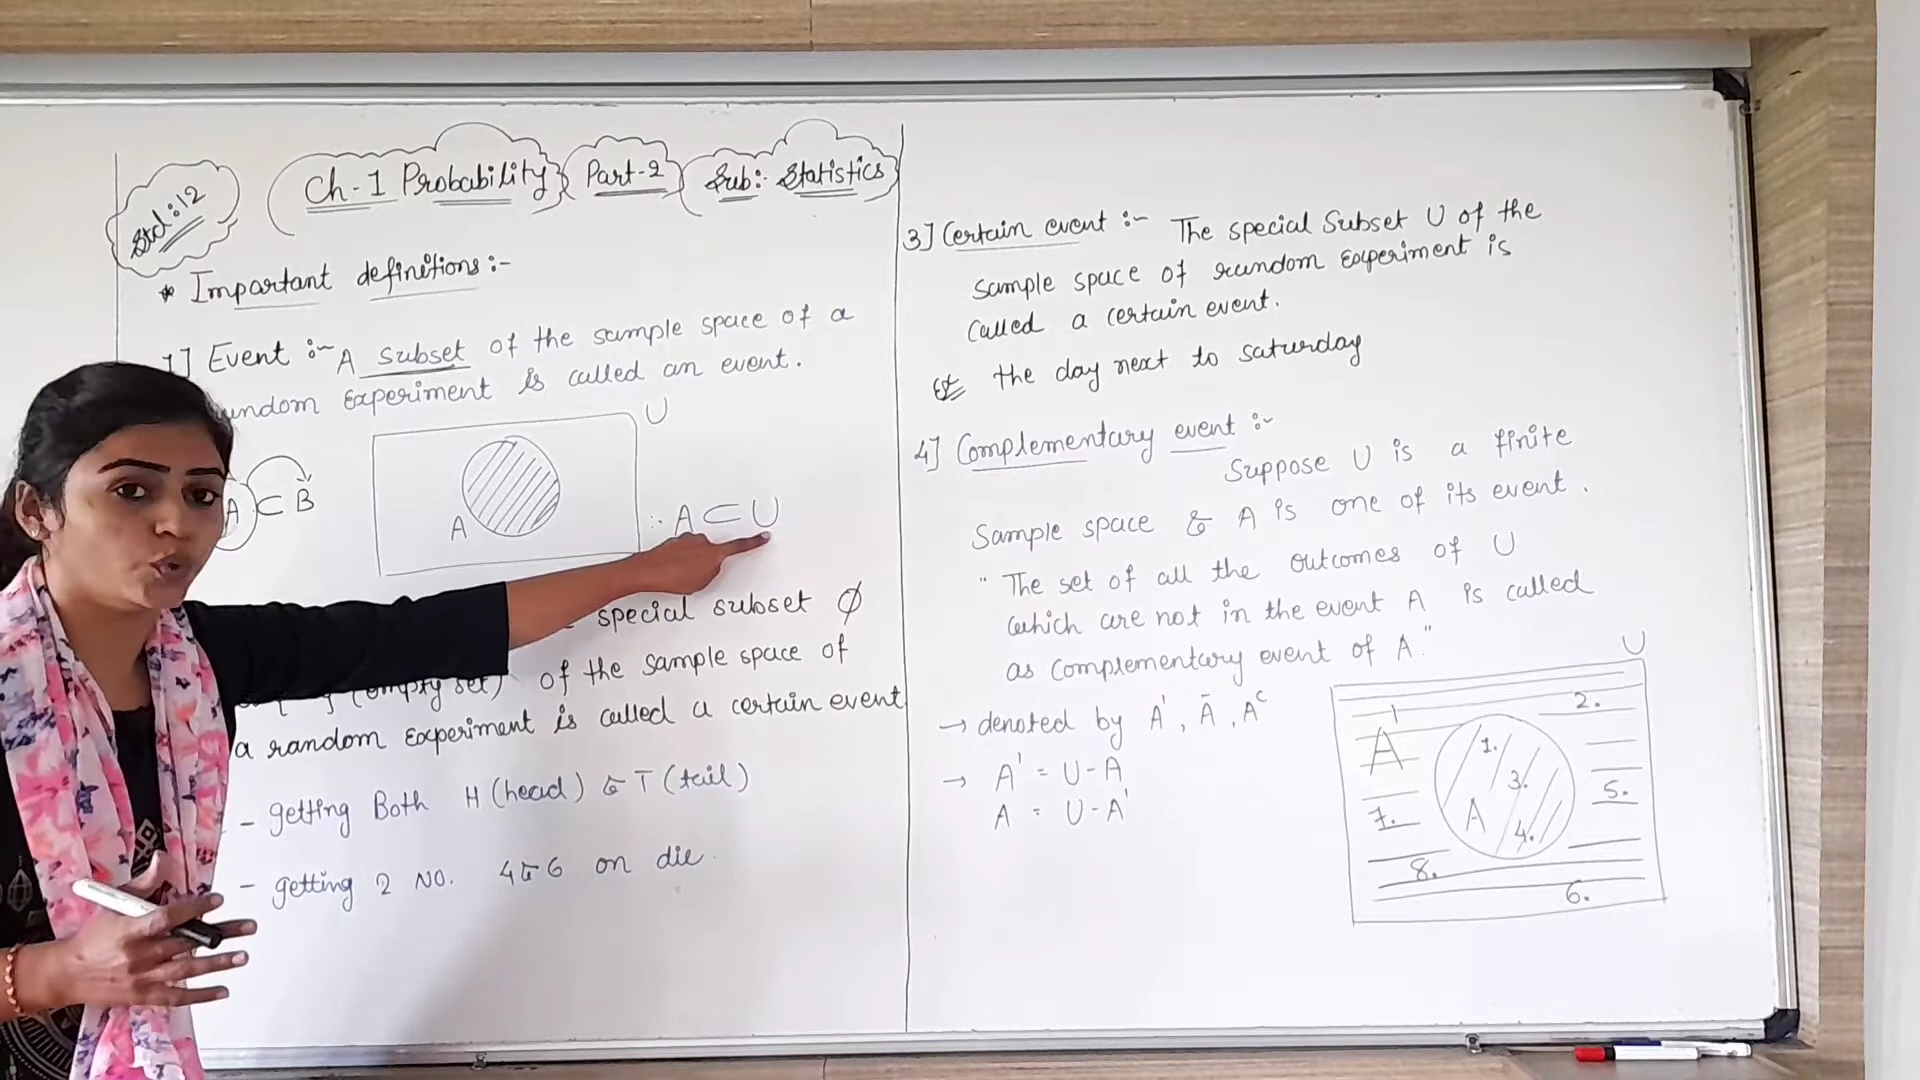 Std:12
Ch-1 Probability Part-2 Sub:- Statistics
* Important definitions:-
1] Event :- A subset of the sample space of a
random Experiment is called an event.
U
A ⊂ B
A
∴ A ⊂ U
special subset ϕ
(empty set) of the sample space of
a random Experiment is called a certain event
- getting Both H (head) & T (tail)
- getting 2 NO. 4 & 6 on die.
3] Certain event :- The special Subset U of the
Sample space of random Experiment is
Called a certain event.
Ex the day next to saturday
4] Complementary event :-
Suppose U is a finite
Sample space & A is one of its event.
" The set of all the outcomes of U
which are not in the event A is called
as Complementary event of A."
→ denoted by A', Ā, Aᶜ
→ A' = U-A
A = U-A'
U
2.
A'
1.
3.
5.
A
7.
4.
8.
6.